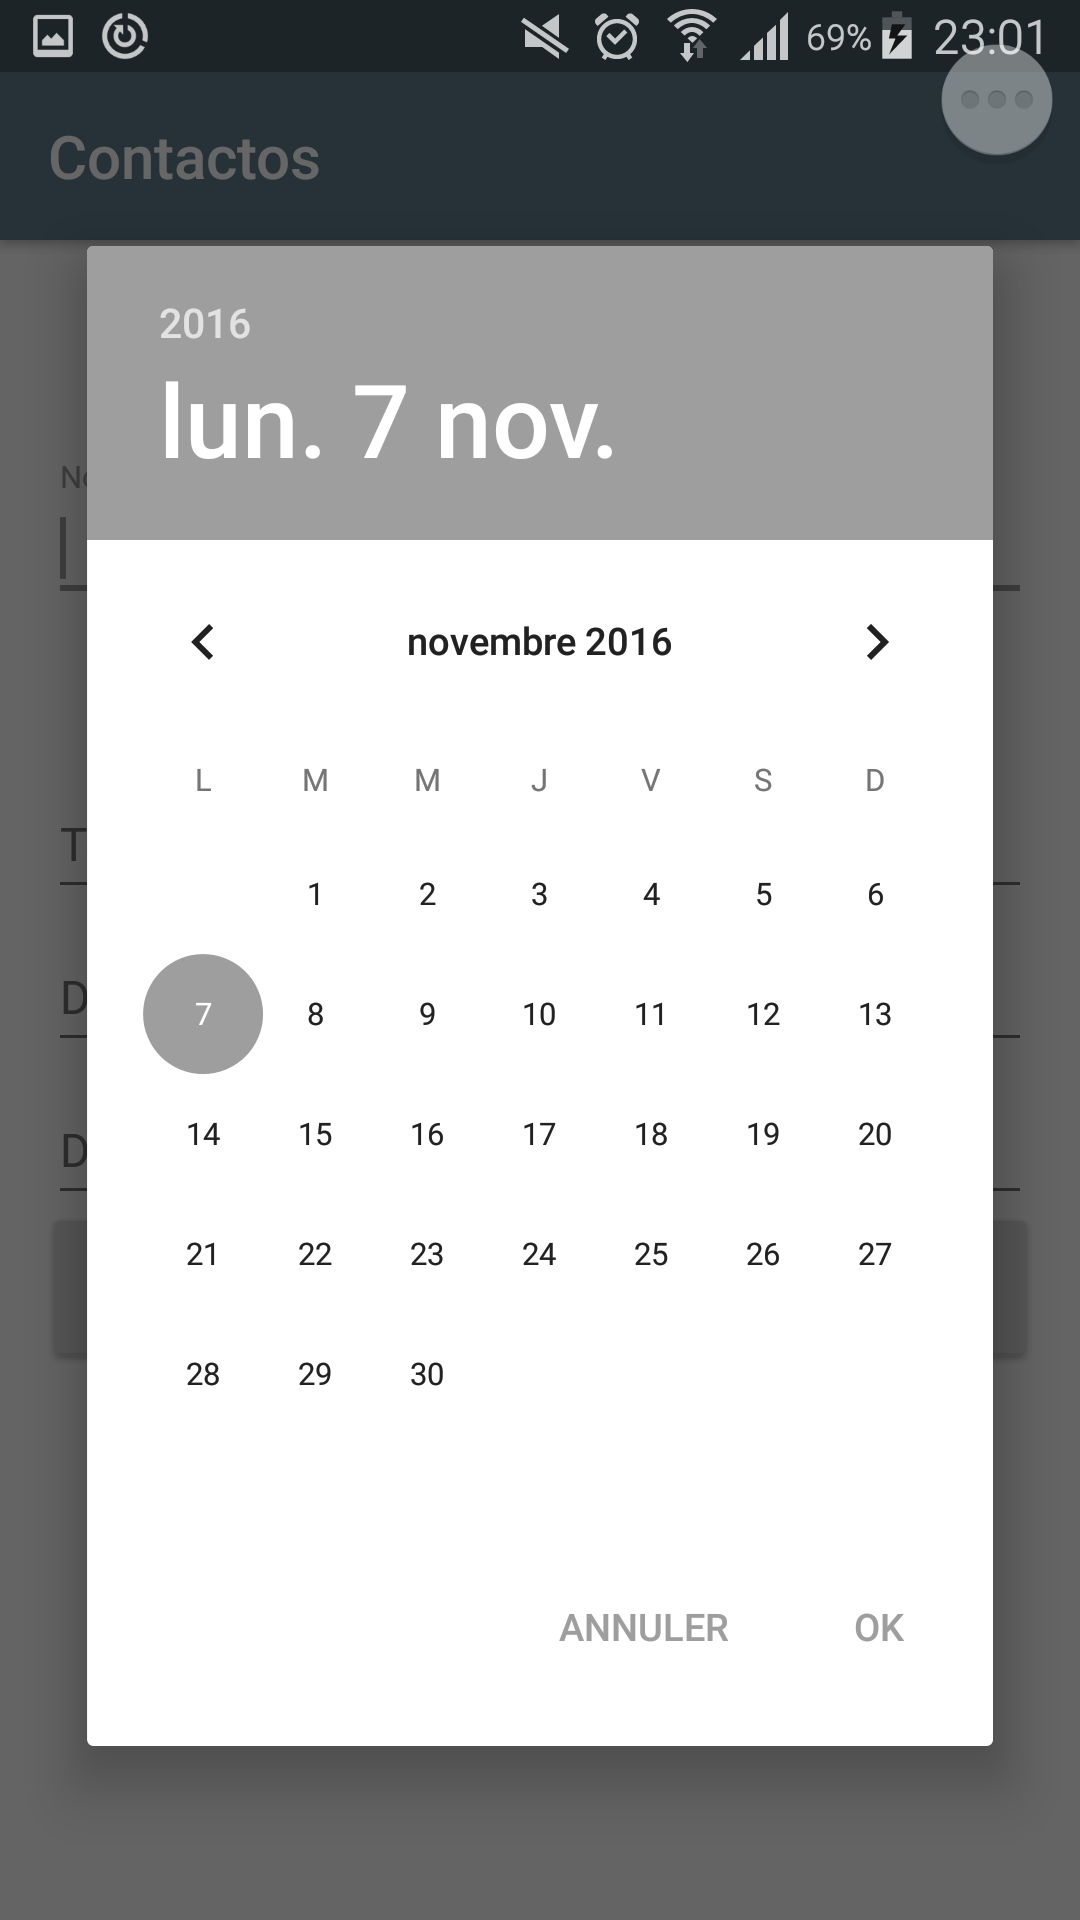 69% 23:01
Contactos
2016
lun. 7 nov.
novembre 2016
L M M J V S D
1 2 3 4 5 6
7 8 9 10 11 12 13
14 15 16 17 18 19 20
21 22 23 24 25 26 27
28 29 30
ANNULER OK